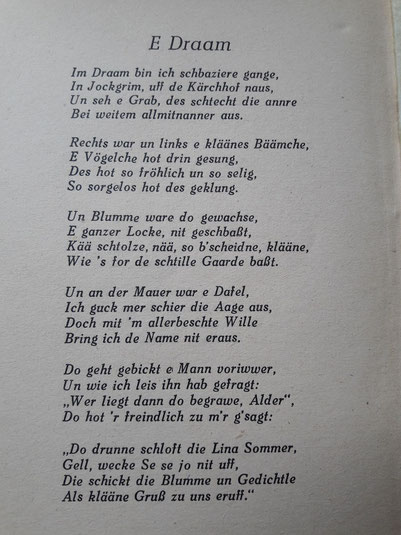 E Draam
Im Draam bin ich schbaziere gange,
In Jockgrim, uff de Kärchhof naus,
Un seh e Grab, des schtecht die annre
Bei weitem allmitnanner aus.
Rechts war un links e kläänes Bäämche,
E Vögelche hot drin gesung,
Des hot so fröhlich un so selig,
So sorgelos hot des geklung.
Un Blumme ware do gewachse,
E ganzer Locke, nit geschbaßt,
Kää schtolze, nää, so b'scheidne, klääne,
Wie 's for de schtille Gaarde baßt.
Un an der Mauer war e Dafel,
Ich guck mer schier die Aage aus,
Doch mit 'm allerbeschte Wille
Bring ich de Name nit eraus.
Do geht gebickt e Mann voriwwer,
Un wie ich leis ihn hab gefragt:
„Wer liegt dann do begrawe, Alder“,
Do hot 'r freindlich zu m'r g'sagt:
„Do drunne schloft die Lina Sommer,
Gell, wecke Se se jo nit uff,
Die schickt die Blumme un Gedichtle
Als klääne Gruß zu uns eruff.“